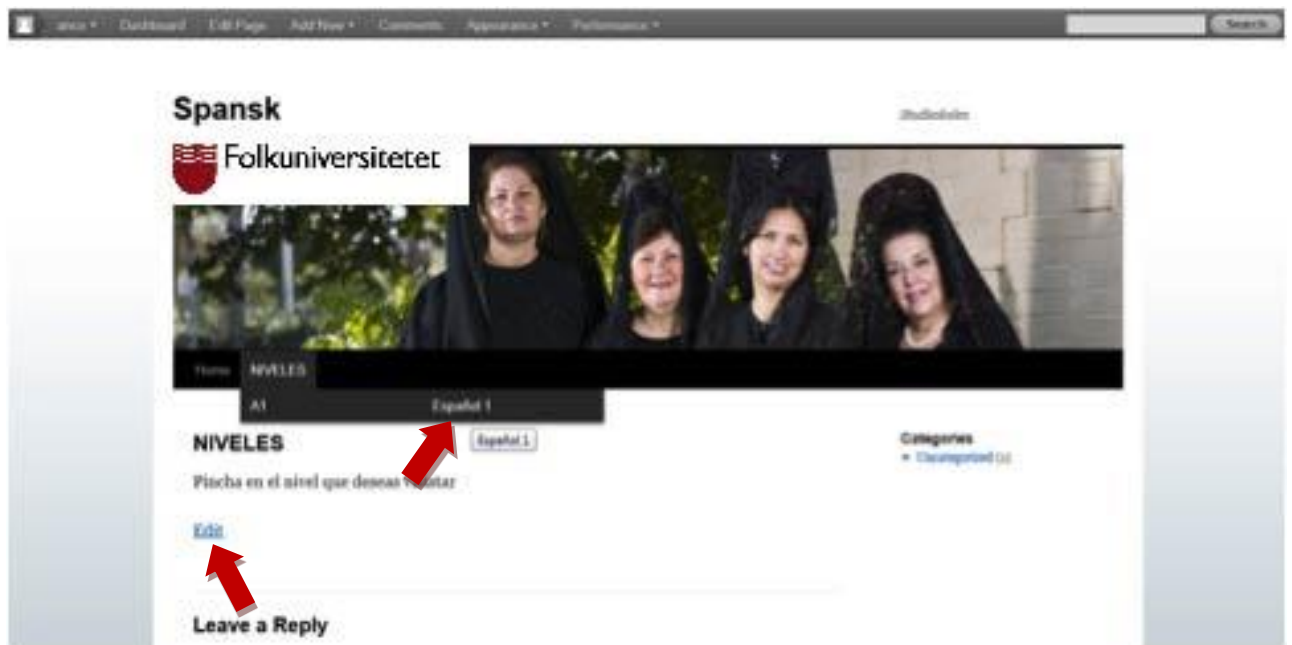 Dashboard Edit Page Add New Comments Appearance Performance Search
Spansk
Folkuniversitetet
Home NIVELES
A1 Español 1
Español 1
NIVELES
Pincha en el nivel que deseas
Edit
Categories
Uncategorized
Leave a Reply